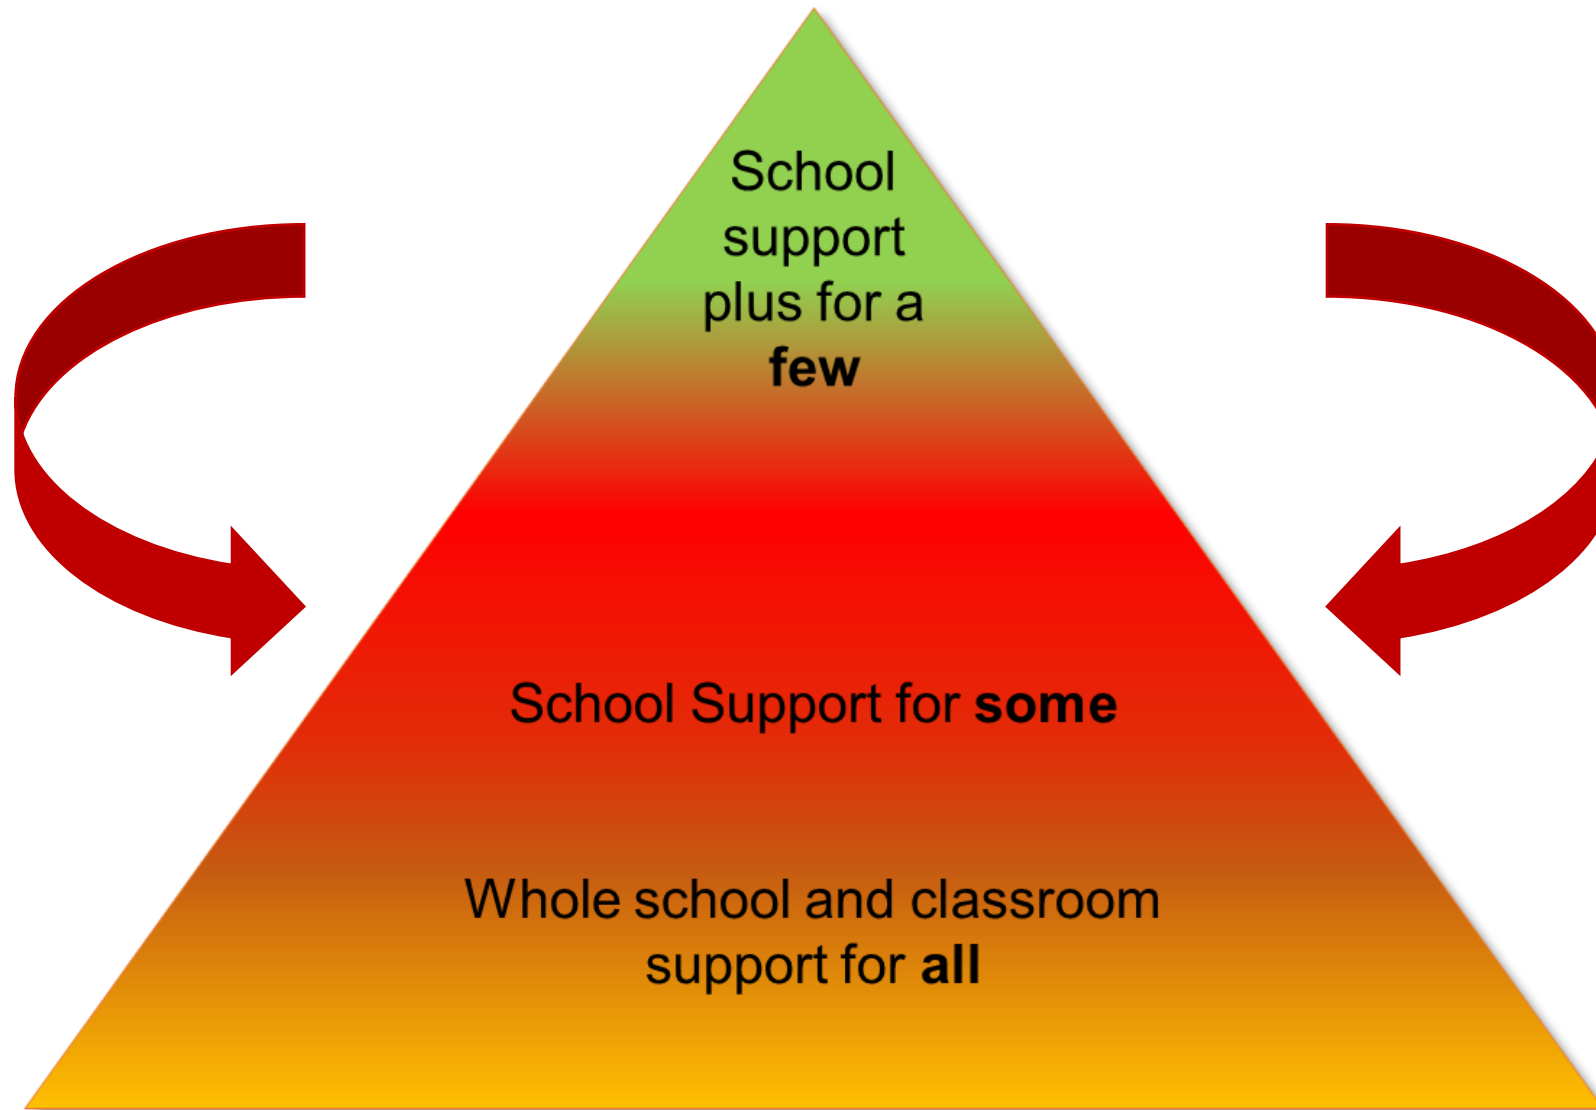 School
support
plus for a
few
School Support for some
Whole school and classroom
support for all